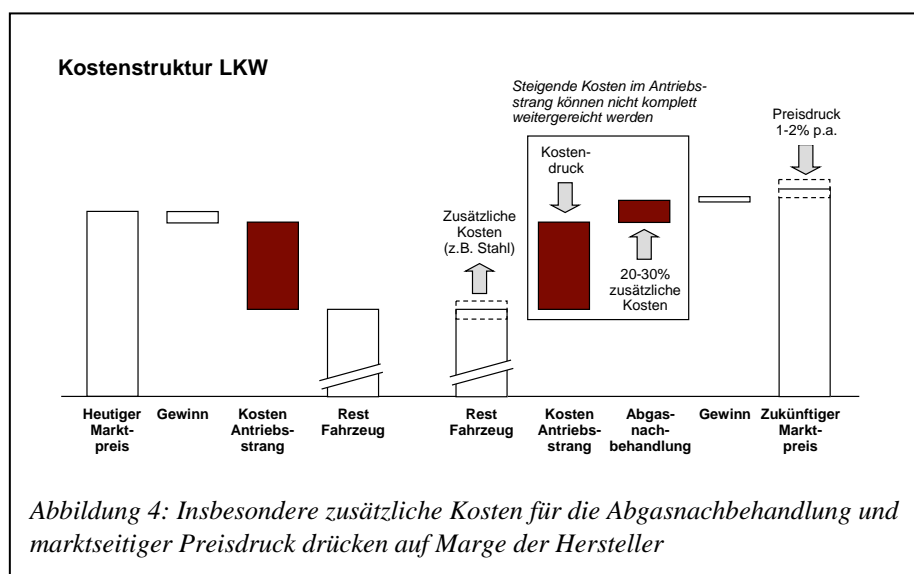 Kostenstruktur LKW
Steigende Kosten im Antriebs-
strang können nicht komplett
weitergereicht werden
Preisdruck
1-2% p.a.
Kosten-
druck
Zusätzliche
Kosten
(z.B. Stahl)
20-30%
zusätzliche
Kosten
Heutiger
Markt-
preis
Gewinn
Kosten
Antriebs-
strang
Rest
Fahrzeug
Rest
Fahrzeug
Kosten
Antriebs-
strang
Abgas-
nach-
behandlung
Gewinn
Zukünftiger
Markt-
preis
Abbildung 4: Insbesondere zusätzliche Kosten für die Abgasnachbehandlung und
marktseitiger Preisdruck drücken auf Marge der Hersteller